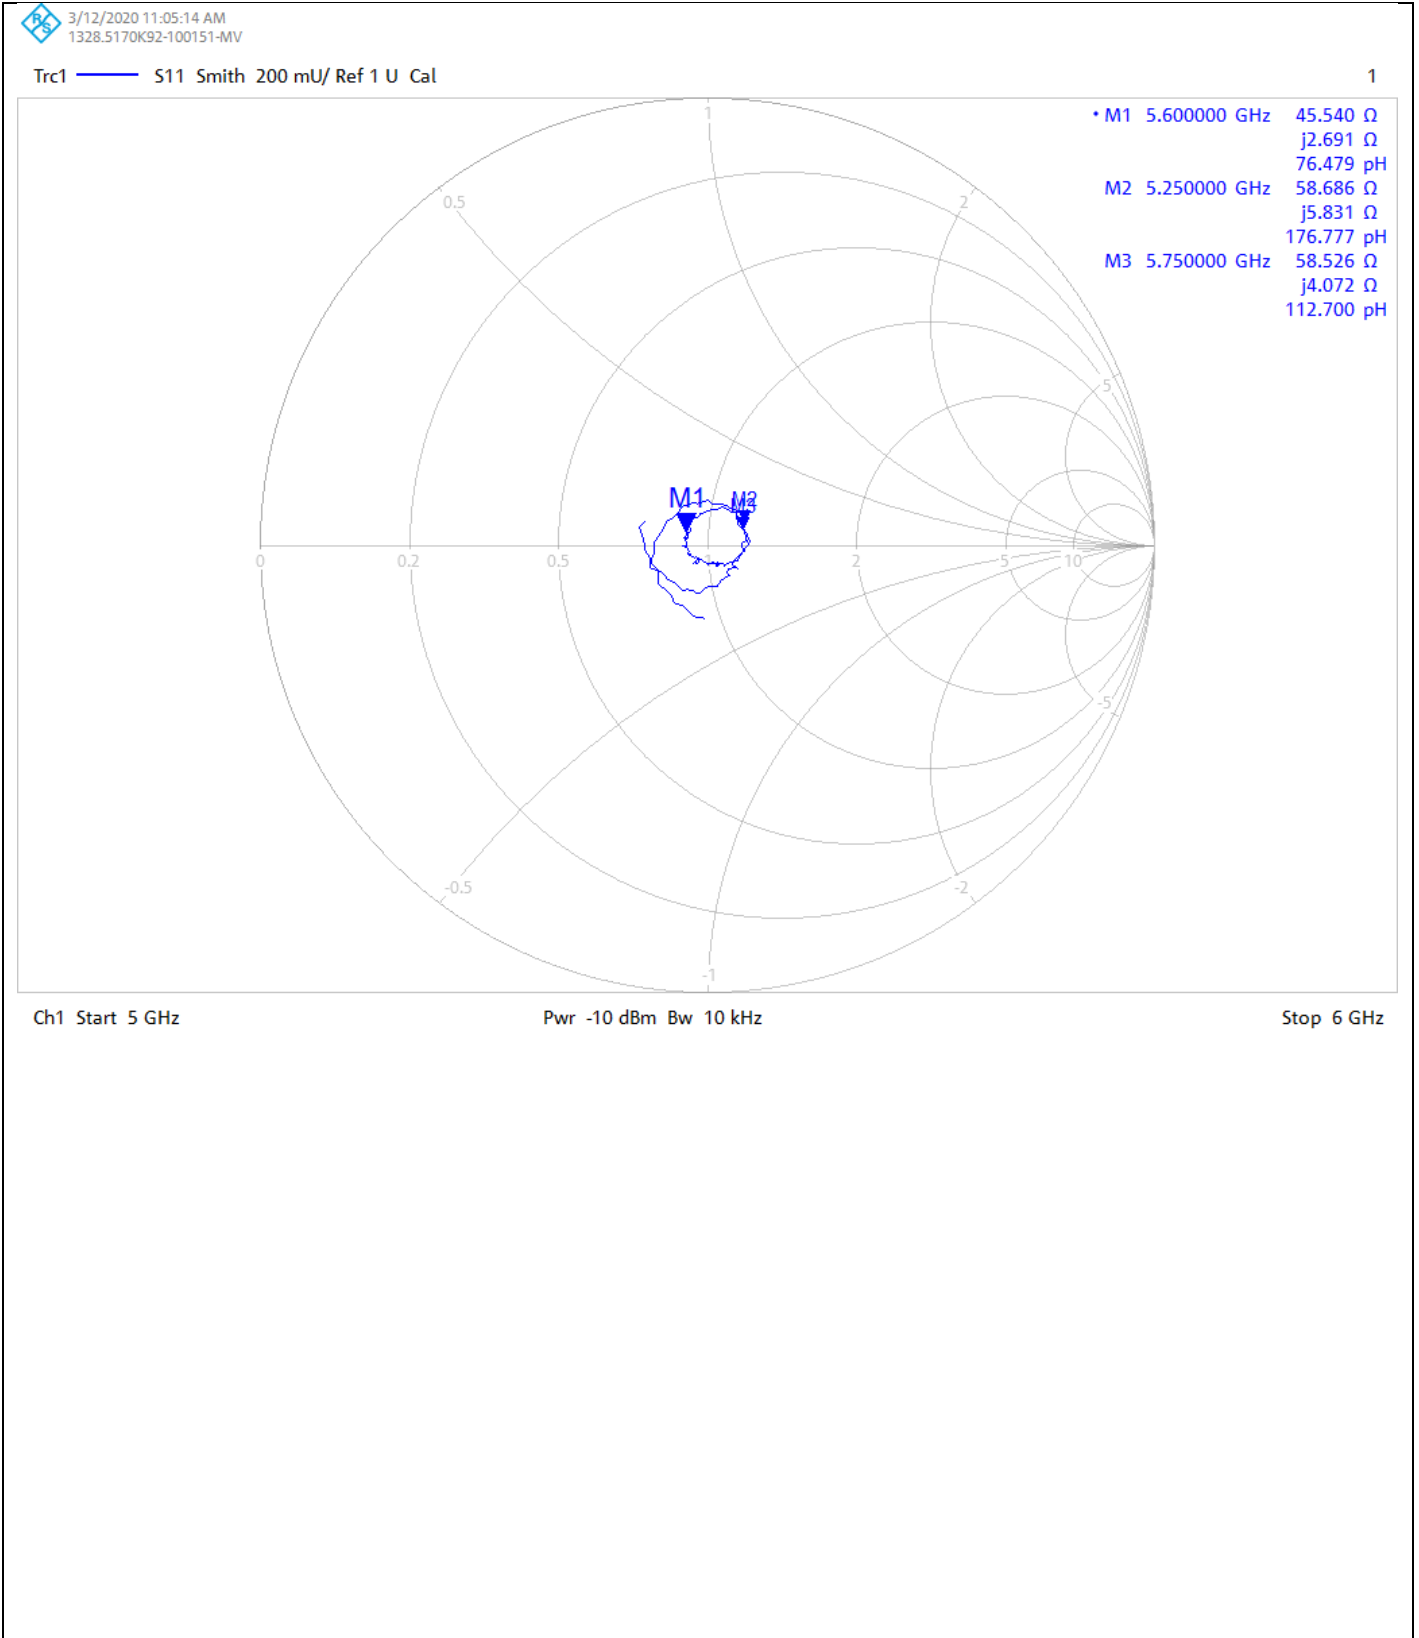 3/12/2020 11:05:14 AM
1328.5170K92-100151-MV
Trc1 S11 Smith 200 mU/ Ref 1 U Cal 1
• M1 5.600000 GHz 45.540 Ω
j2.691 Ω
76.479 pH
M2 5.250000 GHz 58.686 Ω
j5.831 Ω
176.777 pH
M3 5.750000 GHz 58.526 Ω
j4.072 Ω
112.700 pH
1
0.5
2
5
M1
M2
0
0.2
0.5
1
2
5
10
-5
-0.5
-2
-1
Ch1 Start 5 GHz Pwr -10 dBm Bw 10 kHz Stop 6 GHz